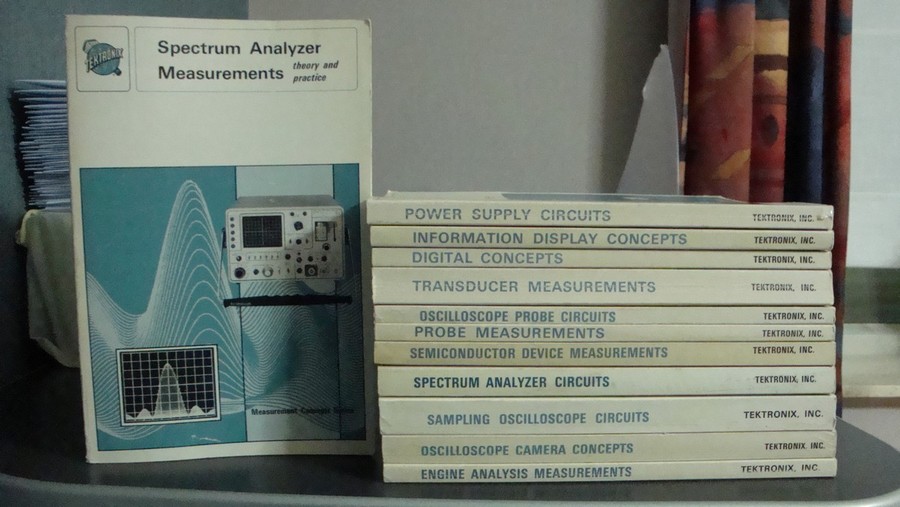 TEKTRONIX
Spectrum Analyzer
Measurements theory and
practice
Measurement Concepts Series
POWER SUPPLY CIRCUITS TEKTRONIX, INC.
INFORMATION DISPLAY CONCEPTS TEKTRONIX, INC.
DIGITAL CONCEPTS TEKTRONIX, INC.
TRANSDUCER MEASUREMENTS TEKTRONIX, INC.
OSCILLOSCOPE PROBE CIRCUITS TEKTRONIX, INC.
PROBE MEASUREMENTS TEKTRONIX, INC.
SEMICONDUCTOR DEVICE MEASUREMENTS TEKTRONIX, INC.
SPECTRUM ANALYZER CIRCUITS TEKTRONIX, INC.
SAMPLING OSCILLOSCOPE CIRCUITS TEKTRONIX, INC.
OSCILLOSCOPE CAMERA CONCEPTS TEKTRONIX. INC.
ENGINE ANALYSIS MEASUREMENTS TEKTRONIX, INC.